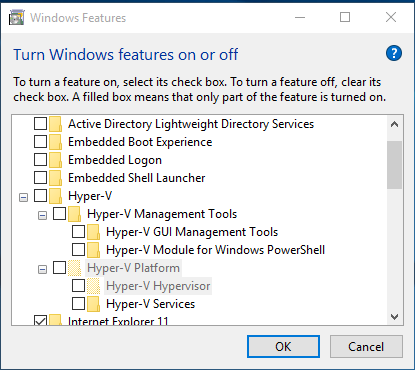 Windows Features
Turn Windows features on or off
To turn a feature on, select its check box. To turn a feature off, clear its
check box. A filled box means that only part of the feature is turned on.
Active Directory Lightweight Directory Services
Embedded Boot Experience
Embedded Logon
Embedded Shell Launcher
Hyper-V
Hyper-V Management Tools
Hyper-V GUI Management Tools
Hyper-V Module for Windows PowerShell
Hyper-V Platform
Hyper-V Hypervisor
Hyper-V Services
Internet Explorer 11
OK
Cancel